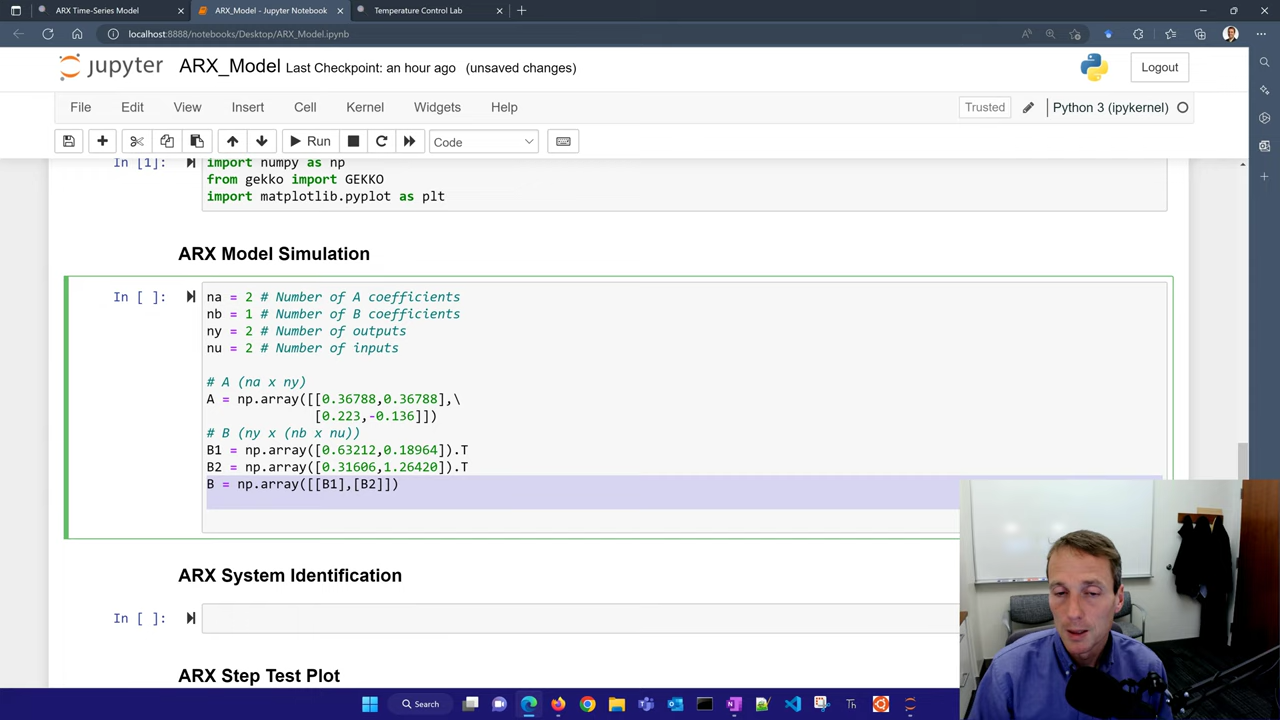 ARX Time-Series Model
ARX_Model - Jupyter Notebook
Temperature Control Lab
localhost:8888/notebooks/Desktop/ARX_Model.ipynb
jupyter
ARX_Model Last Checkpoint: an hour ago (unsaved changes)
Logout
File Edit View Insert Cell Kernel Widgets Help
Trusted
Python 3 (ipykernel)
Run
Code
In [1]:
import numpy as np
from gekko import GEKKO
import matplotlib.pyplot as plt
ARX Model Simulation
In [ ]:
na = 2 # Number of A coefficients
nb = 1 # Number of B coefficients
ny = 2 # Number of outputs
nu = 2 # Number of inputs
# A (na x ny)
A = np.array([[0.36788,0.36788],\
[0.223,-0.136]])
# B (ny x (nb x nu))
B1 = np.array([0.63212,0.18964]).T
B2 = np.array([0.31606,1.26420]).T
B = np.array([[B1],[B2]])
ARX System Identification
In [ ]:
ARX Step Test Plot
Search
Th